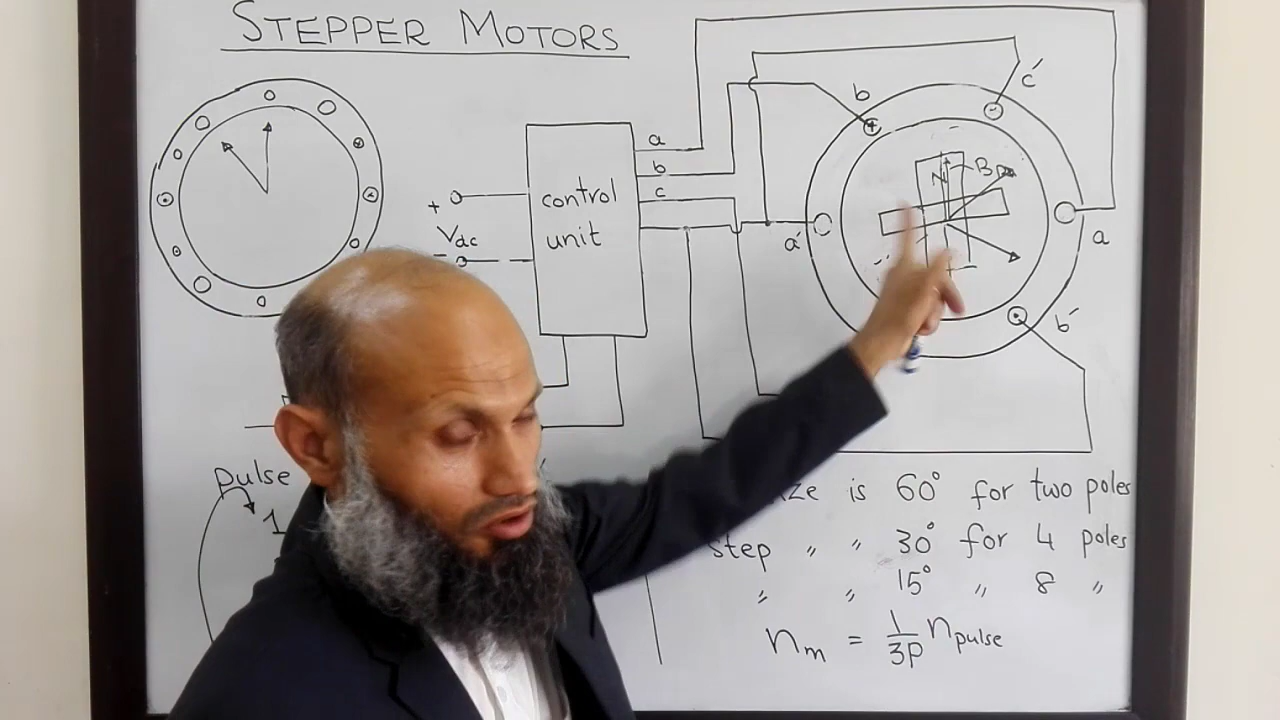 STEPPER MOTORS
b
c′
a
b
c
+
Vdc
-
control
unit
N
B
a′
a
b′
pulse
1
ze is 60° for two poles
step " " 30° for 4 poles
" " 15° " 8 "
nm = 1/3p npulse